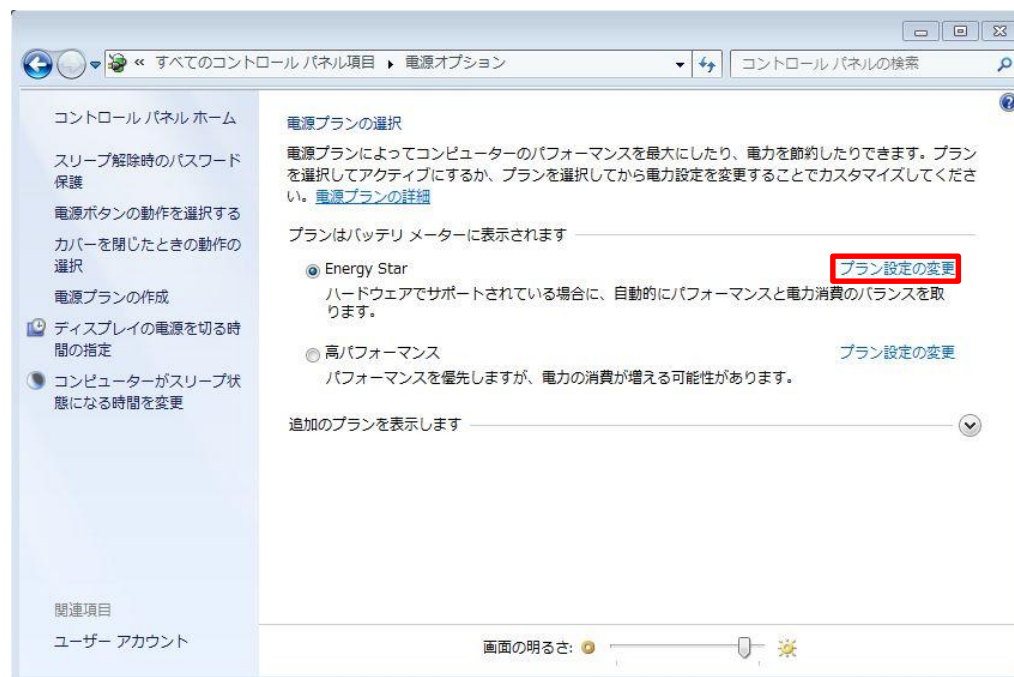 « すべてのコントロール パネル項目 ▸ 電源オプション
コントロール パネルの検索
コントロール パネル ホーム
スリープ解除時のパスワード
保護
電源ボタンの動作を選択する
カバーを閉じたときの動作の
選択
電源プランの作成
ディスプレイの電源を切る時
間の指定
コンピューターがスリープ状
態になる時間を変更
関連項目
ユーザー アカウント
電源プランの選択
電源プランによってコンピューターのパフォーマンスを最大にしたり、電力を節約したりできます。プラン
を選択してアクティブにするか、プランを選択してから電力設定を変更することでカスタマイズしてくださ
い。電源プランの詳細
プランはバッテリ メーターに表示されます
Energy Star プラン設定の変更
ハードウェアでサポートされている場合に、自動的にパフォーマンスと電力消費のバランスを取
ります。
高パフォーマンス プラン設定の変更
パフォーマンスを優先しますが、電力の消費が増える可能性があります。
追加のプランを表示します
画面の明るさ: